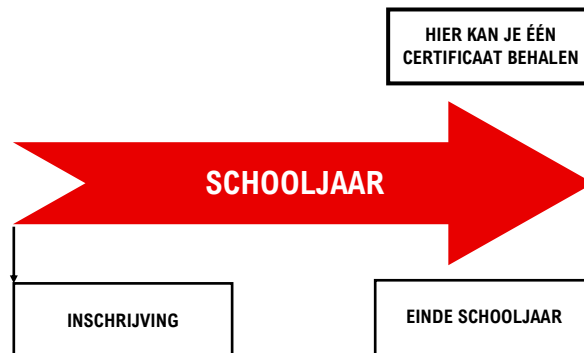 HIER KAN JE ÉÉN
CERTIFICAAT BEHALEN
SCHOOLJAAR
INSCHRIJVING
EINDE SCHOOLJAAR